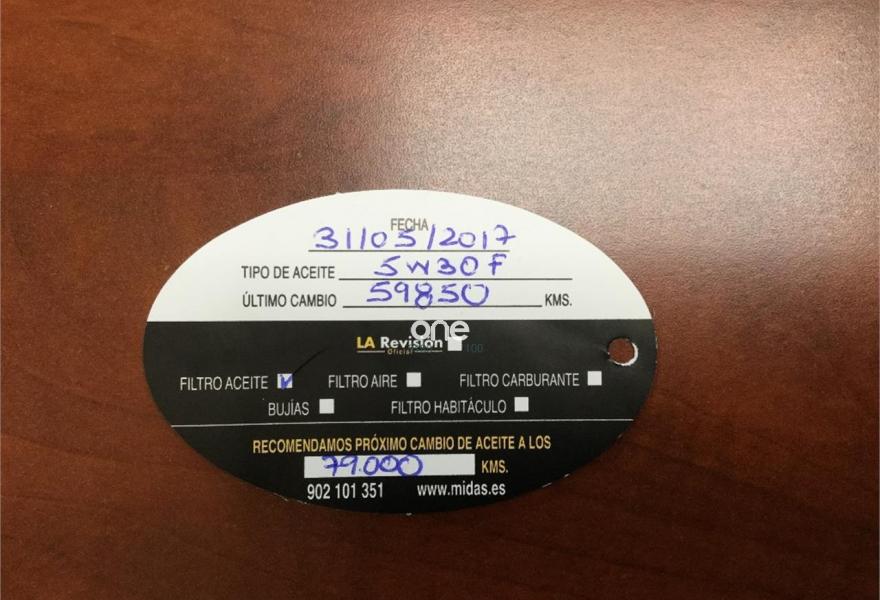 FECHA
31/05/2017
TIPO DE ACEITE 5W30F
ÚLTIMO CAMBIO 59850 KMS.
one
LA Revisión 100
Oficial
FILTRO ACEITE FILTRO AIRE FILTRO CARBURANTE
BUJÍAS FILTRO HABITÁCULO
RECOMENDAMOS PRÓXIMO CAMBIO DE ACEITE A LOS
79.000 KMS.
902 101 351 www.midas.es